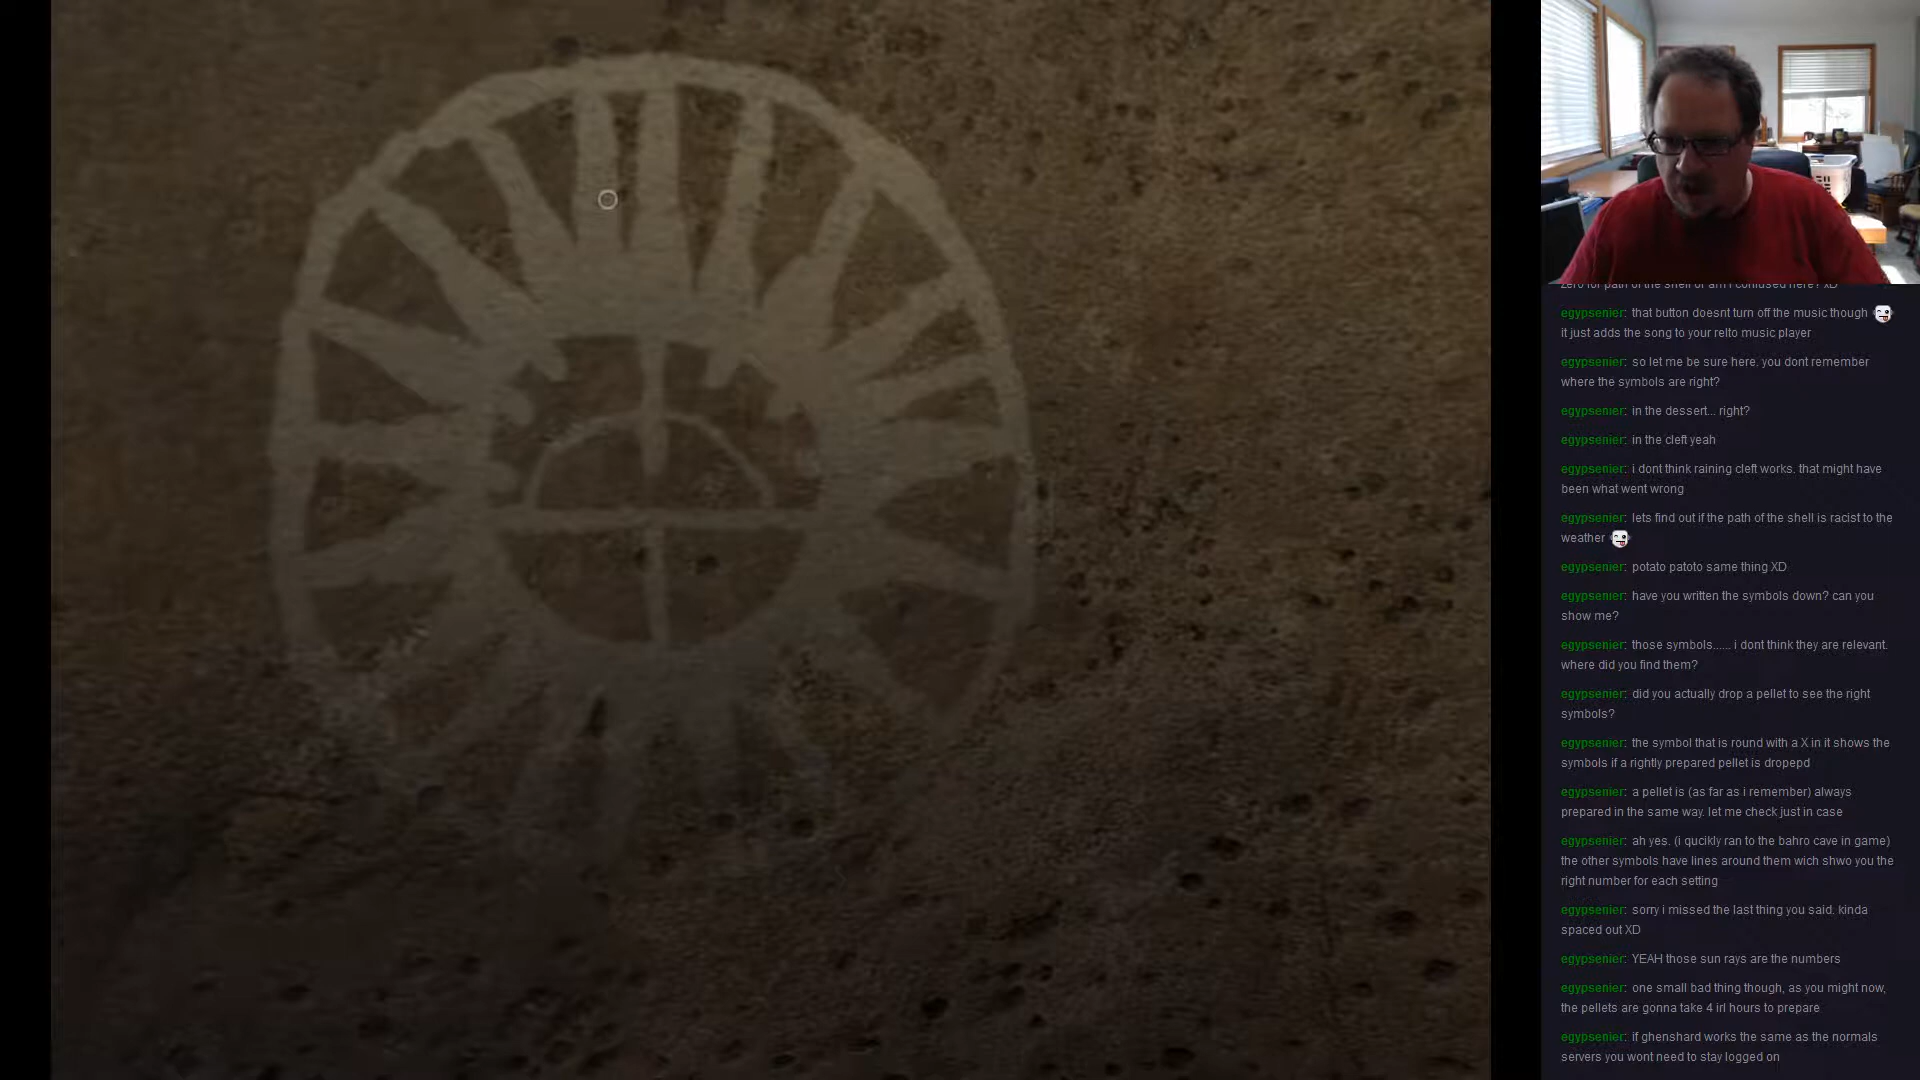 zero for path of the shell or am i confused here? xD
egypsenier: that button doesnt turn off the music though
it just adds the song to your relto music player
egypsenier: so let me be sure here. you dont remember
where the symbols are right?
egypsenier: in the dessert... right?
egypsenier: in the cleft yeah
egypsenier: i dont think raining cleft works. that might have
been what went wrong
egypsenier: lets find out if the path of the shell is racist to the
weather
egypsenier: potato patoto same thing XD
egypsenier: have you written the symbols down? can you
show me?
egypsenier: those symbols...... i dont think they are relevant.
where did you find them?
egypsenier: did you actually drop a pellet to see the right
symbols?
egypsenier: the symbol that is round with a X in it shows the
symbols if a rightly prepared pellet is dropepd
egypsenier: a pellet is (as far as i remember) always
prepared in the same way. let me check just in case
egypsenier: ah yes. (i qucikly ran to the bahro cave in game)
the other symbols have lines around them wich shwo you the
right number for each setting
egypsenier: sorry i missed the last thing you said. kinda
spaced out XD
egypsenier: YEAH those sun rays are the numbers
egypsenier: one small bad thing though, as you might now,
the pellets are gonna take 4 irl hours to prepare
egypsenier: if ghenshard works the same as the normals
servers you wont need to stay logged on